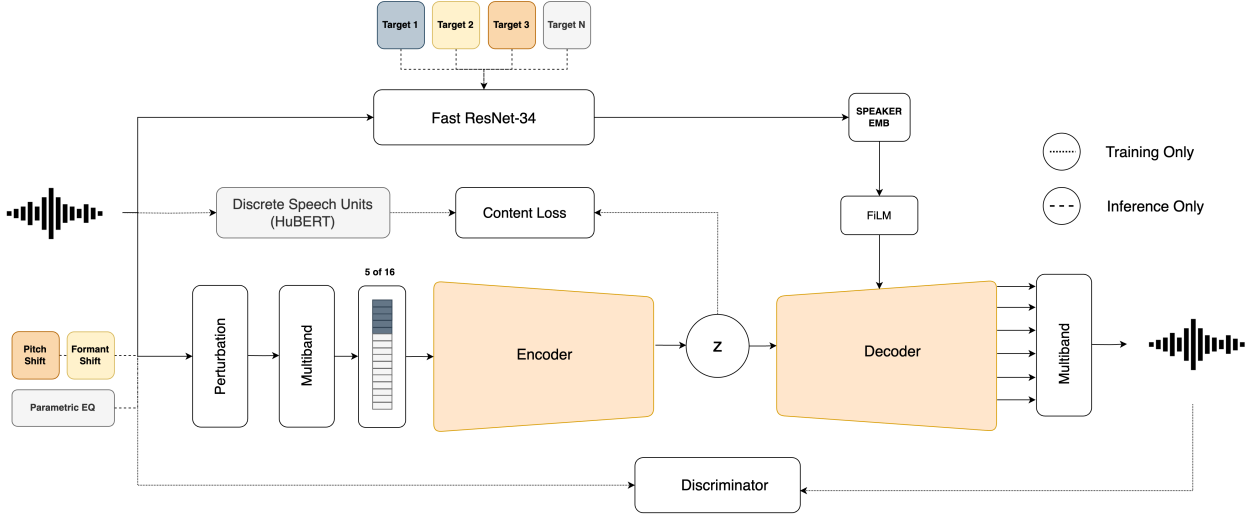 Target 1
Target 2
Target 3
Target N
Fast ResNet-34
SPEAKER
EMB
Training Only
Discrete Speech Units
(HuBERT)
Content Loss
FiLM
Inference Only
5 of 16
Pitch
Shift
Formant
Shift
Parametric EQ
Perturbation
Multiband
Encoder
z
Decoder
Multiband
Discriminator